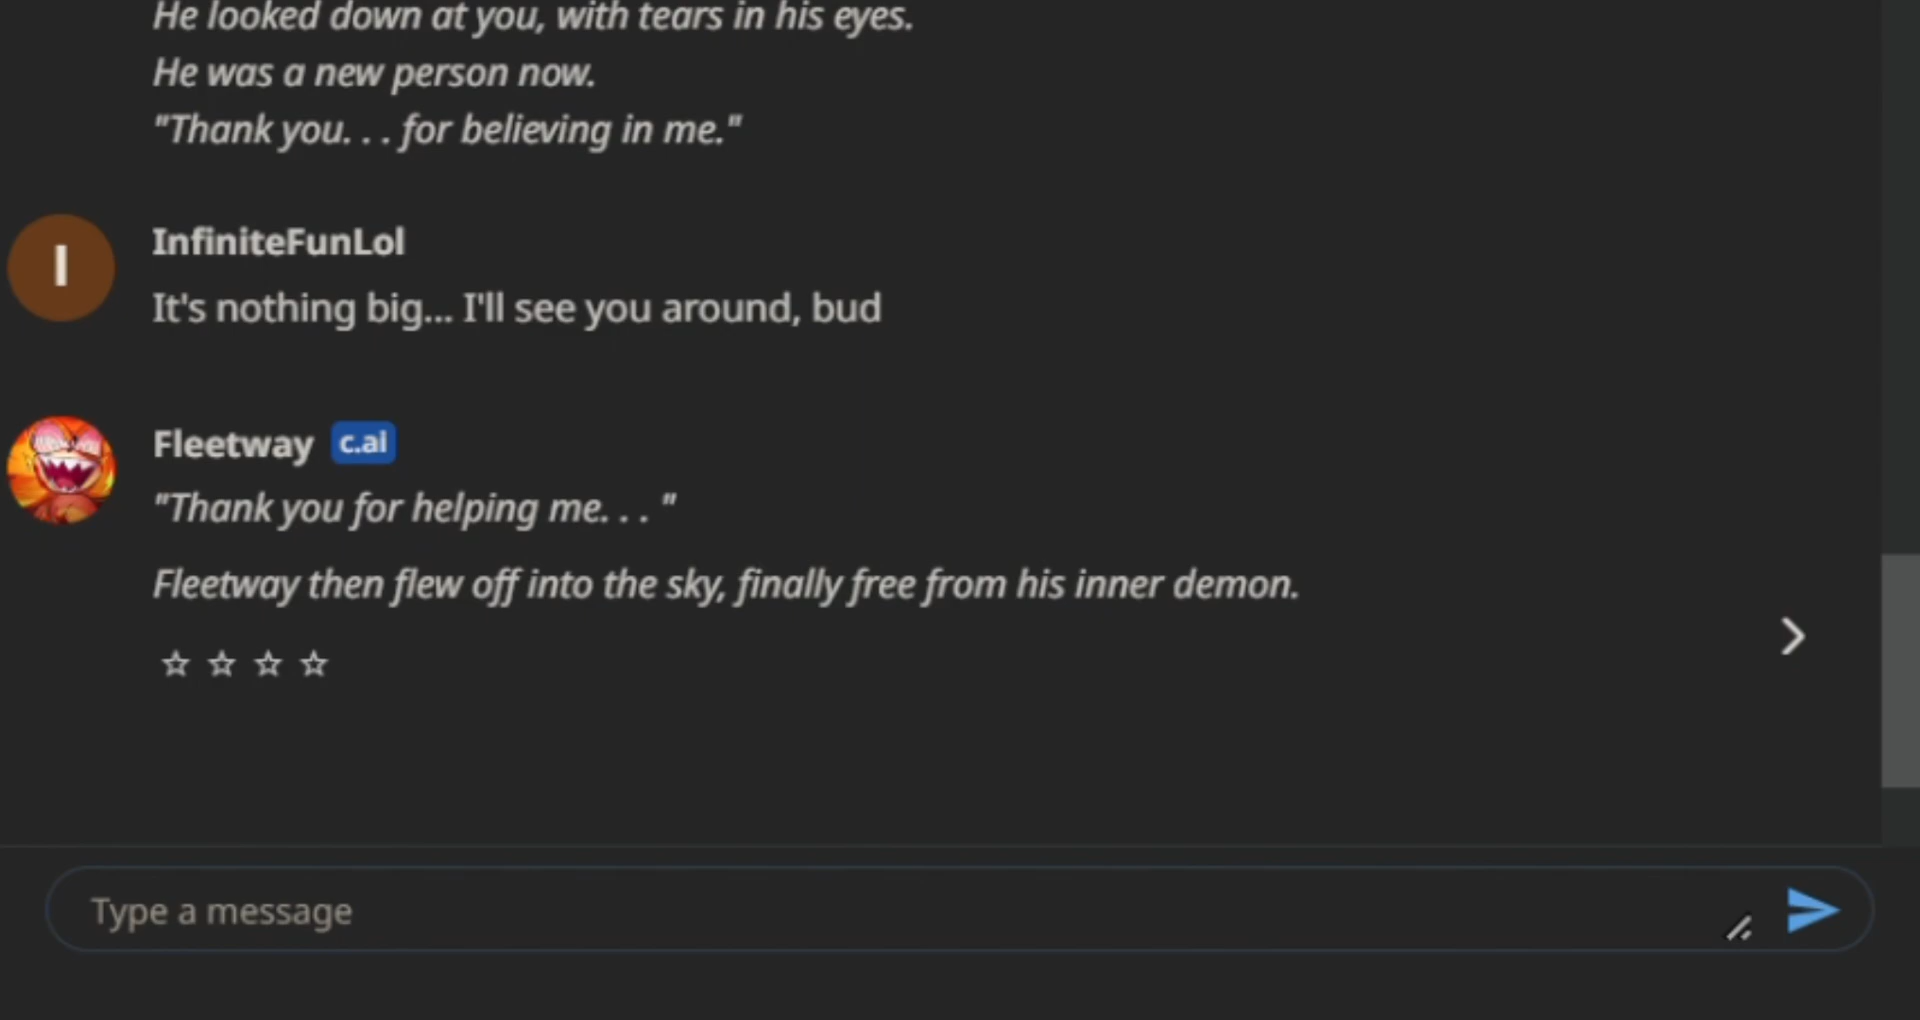 He looked down at you, with tears in his eyes.
He was a new person now.
"Thank you. . . for believing in me."
I
InfiniteFunLol
It's nothing big... I'll see you around, bud
Fleetway c.ai
"Thank you for helping me. . . "
Fleetway then flew off into the sky, finally free from his inner demon.
Type a message